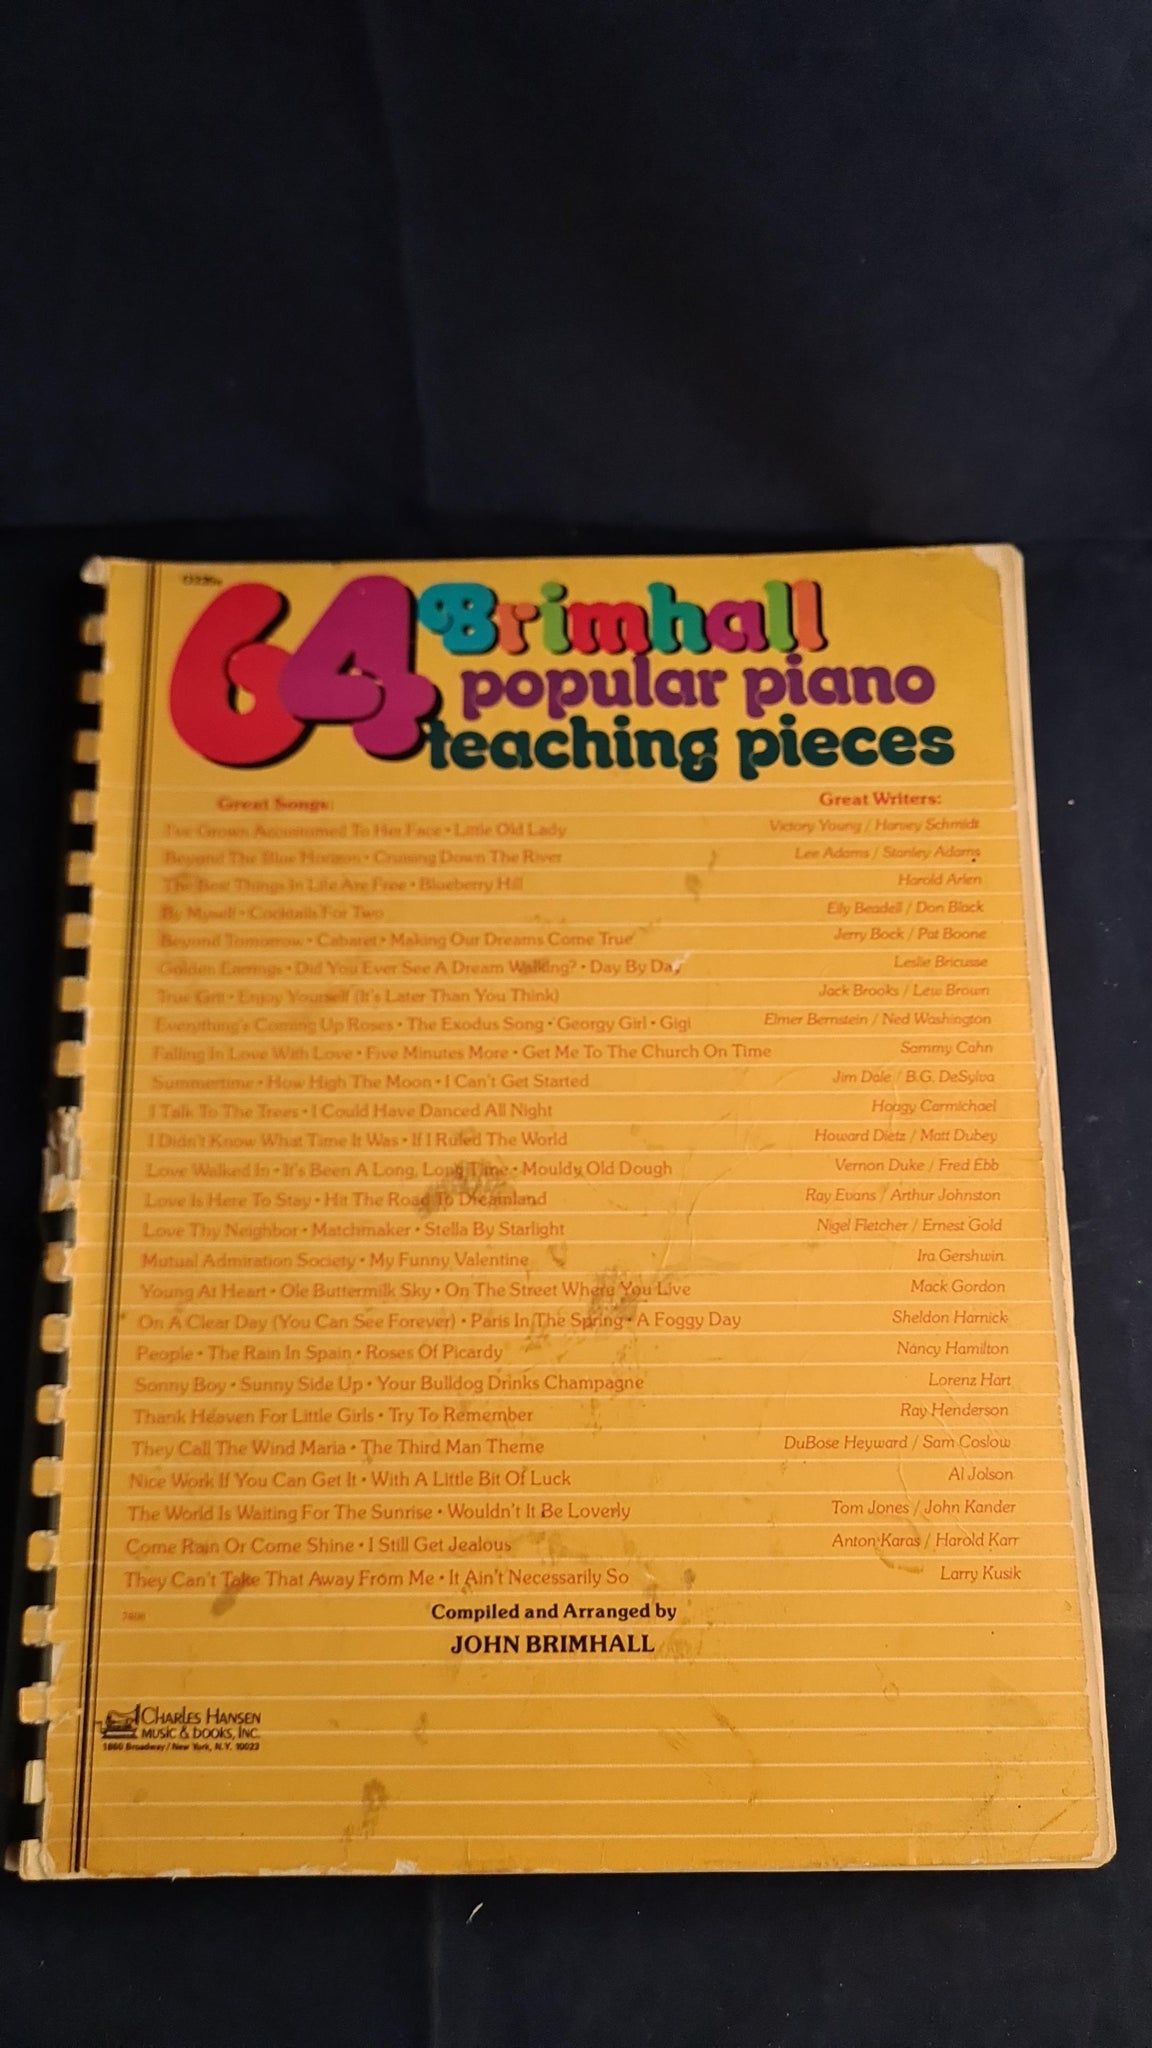 64 Brimhall
popular piano
teaching pieces
Great Songs:
Great Writers:
I've Grown Accustomed To Her Face • Little Old Lady
Victory Young / Harvey Schmidt
Beyond The Blue Horizon • Cruising Down The River
Lee Adams / Stanley Adams
The Best Things In Life Are Free • Blueberry Hill
Harold Arlen
By Myself • Cocktails For Two
Eily Beadell / Don Black
Beyond Tomorrow • Cabaret • Making Our Dreams Come True
Jerry Bock / Pat Boone
Golden Earrings • Did You Ever See A Dream Walking? • Day By Day
Leslie Bricusse
True Grit • Enjoy Yourself (It's Later Than You Think)
Jack Brooks / Lew Brown
Everything's Coming Up Roses • The Exodus Song • Georgy Girl • Gigi
Elmer Bernstein / Ned Washington
Falling In Love With Love • Five Minutes More • Get Me To The Church On Time
Sammy Cahn
Summertime • How High The Moon • I Can't Get Started
Jim Dale / B.G. DeSylva
I Talk To The Trees • I Could Have Danced All Night
Hoagy Carmichael
I Didn't Know What Time It Was • If I Ruled The World
Howard Dietz / Matt Dubey
Love Walked In • It's Been A Long, Long Time • Mouldy Old Dough
Vernon Duke / Fred Ebb
Love Is Here To Stay • Hit The Road To Dreamland
Ray Evans / Arthur Johnston
Love Thy Neighbor • Matchmaker • Stella By Starlight
Nigel Fletcher / Ernest Gold
Mutual Admiration Society • My Funny Valentine
Ira Gershwin
Young At Heart • Ole Buttermilk Sky • On The Street Where You Live
Mack Gordon
On A Clear Day (You Can See Forever) • Paris In The Spring • A Foggy Day
Sheldon Harnick
People • The Rain In Spain • Roses Of Picardy
Nancy Hamilton
Sonny Boy • Sunny Side Up • Your Bulldog Drinks Champagne
Lorenz Hart
Thank Heaven For Little Girls • Try To Remember
Ray Henderson
They Call The Wind Maria • The Third Man Theme
DuBose Heyward / Sam Coslow
Nice Work If You Can Get It • With A Little Bit Of Luck
Al Jolson
The World Is Waiting For The Sunrise • Wouldn't It Be Loverly
Tom Jones / John Kander
Come Rain Or Come Shine • I Still Get Jealous
Anton Karas / Harold Karr
They Can't Take That Away From Me • It Ain't Necessarily So
Larry Kusik
Compiled and Arranged by
JOHN BRIMHALL
CHARLES HANSEN
MUSIC & BOOKS, INC.
1860 Broadway / New York, N.Y. 10023